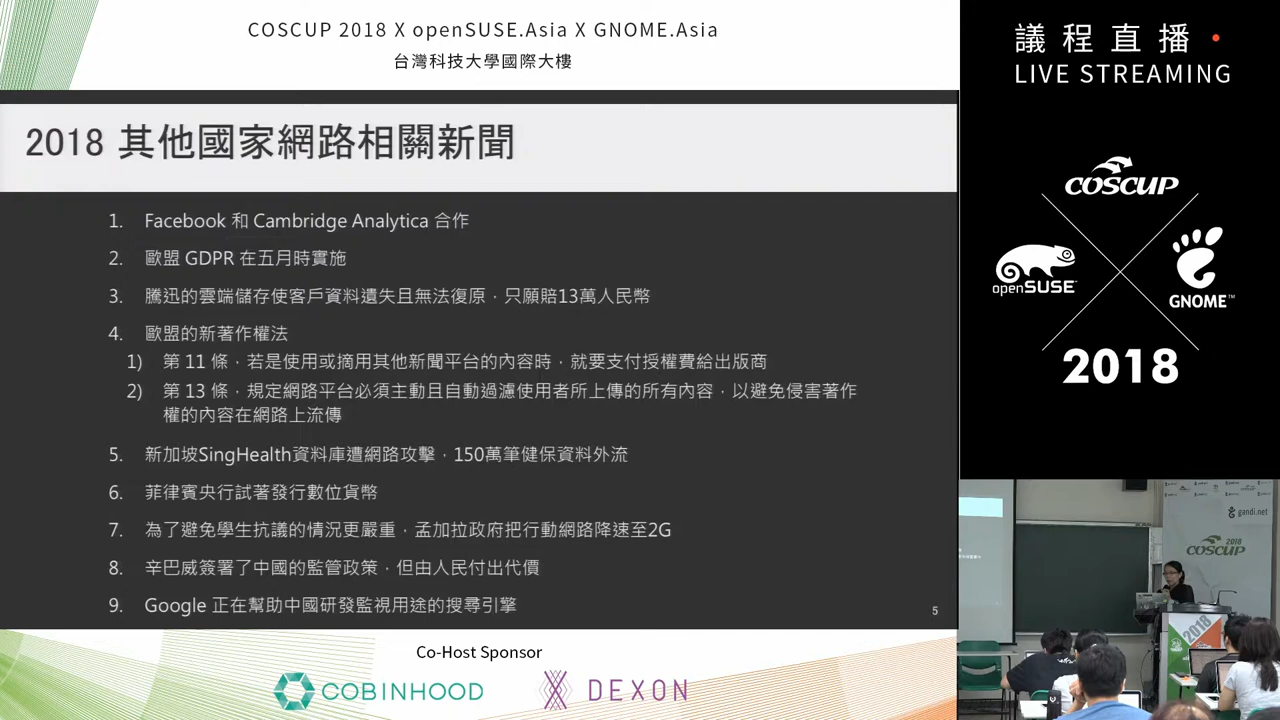 COSCUP 2018 X openSUSE.Asia X GNOME.Asia
台灣科技大學國際大樓
議程直播
LIVE STREAMING
2018 其他國家網路相關新聞
1. Facebook 和 Cambridge Analytica 合作
2. 歐盟 GDPR 在五月時實施
3. 騰迅的雲端儲存使客戶資料遺失且無法復原，只願賠13萬人民幣
4. 歐盟的新著作權法
1) 第 11 條，若是使用或摘用其他新聞平台的內容時，就要支付授權費給出版商
2) 第 13 條，規定網路平台必須主動且自動過濾使用者所上傳的所有內容，以避免侵害著作
權的內容在網路上流傳
5. 新加坡SingHealth資料庫遭網路攻擊，150萬筆健保資料外流
6. 菲律賓央行試著發行數位貨幣
7. 為了避免學生抗議的情況更嚴重，孟加拉政府把行動網路降速至2G
8. 辛巴威簽署了中國的監管政策，但由人民付出代價
9. Google 正在幫助中國研發監視用途的搜尋引擎
5
COSCUP
openSUSE
GNOME™
2018
gandi.net
2018
COSCUP
2018
Co-Host Sponsor
COBINHOOD
DEXON